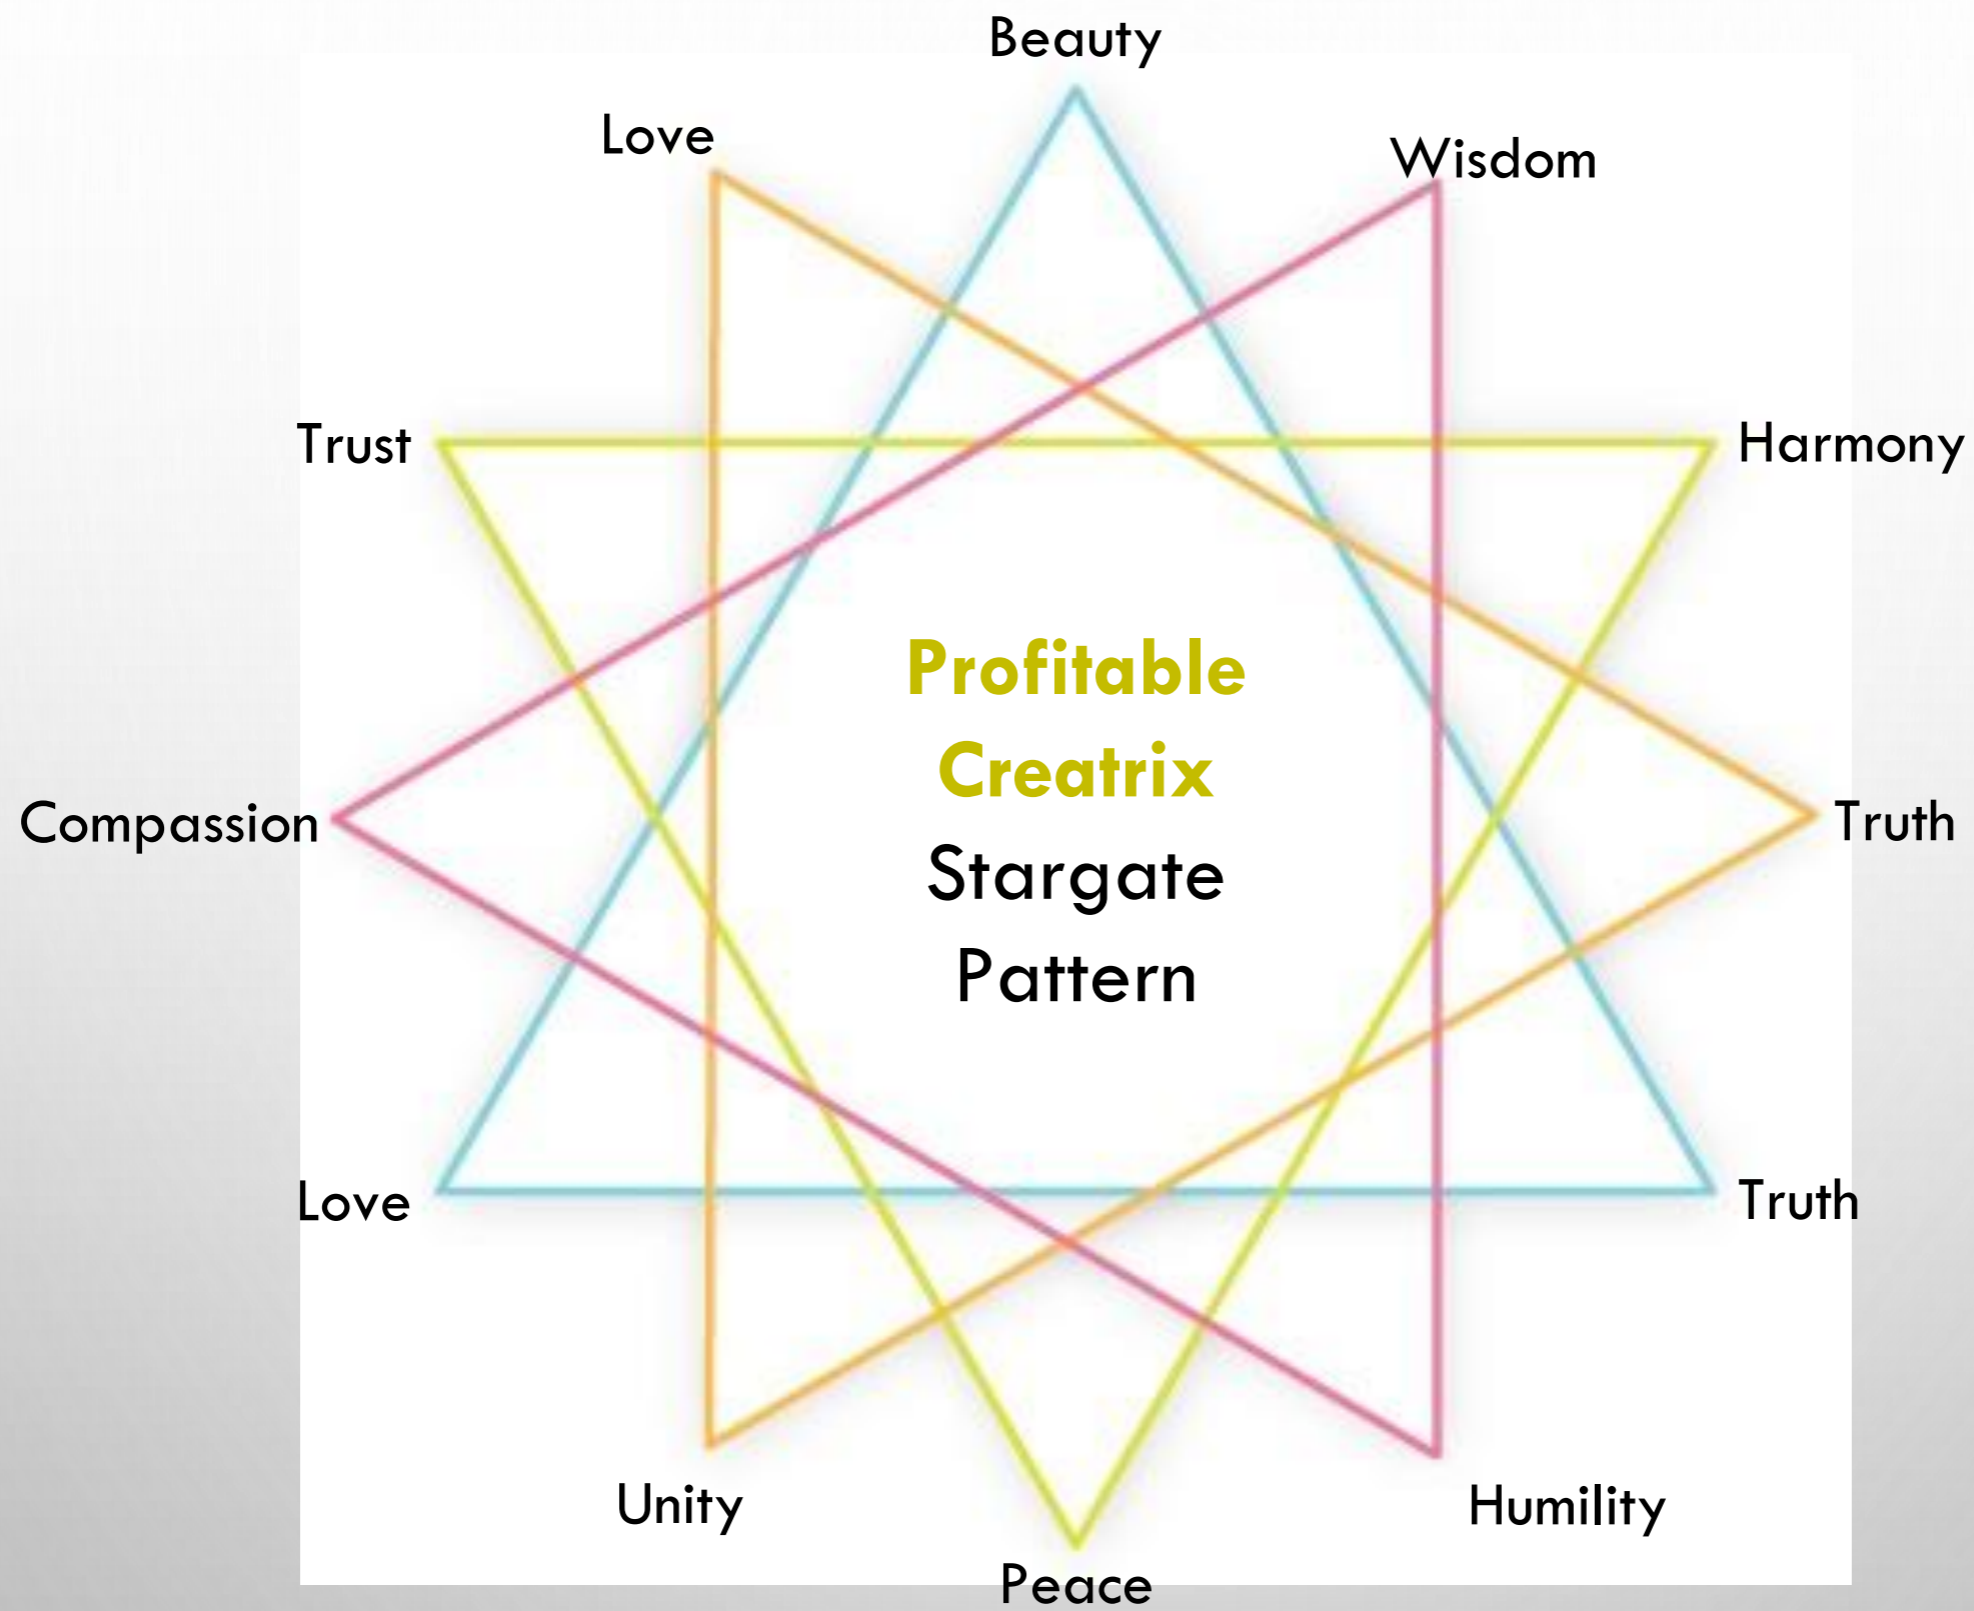 Beauty
Love
Wisdom
Trust
Harmony
Profitable
Creatrix
Stargate
Pattern
Compassion
Truth
Love
Truth
Unity
Humility
Peace